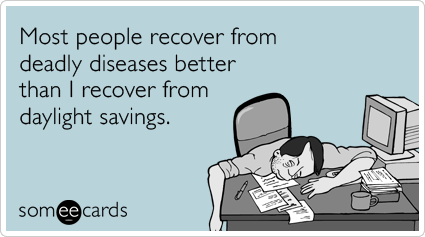 Most people recover from
deadly diseases better
than I recover from
daylight savings.
someecards